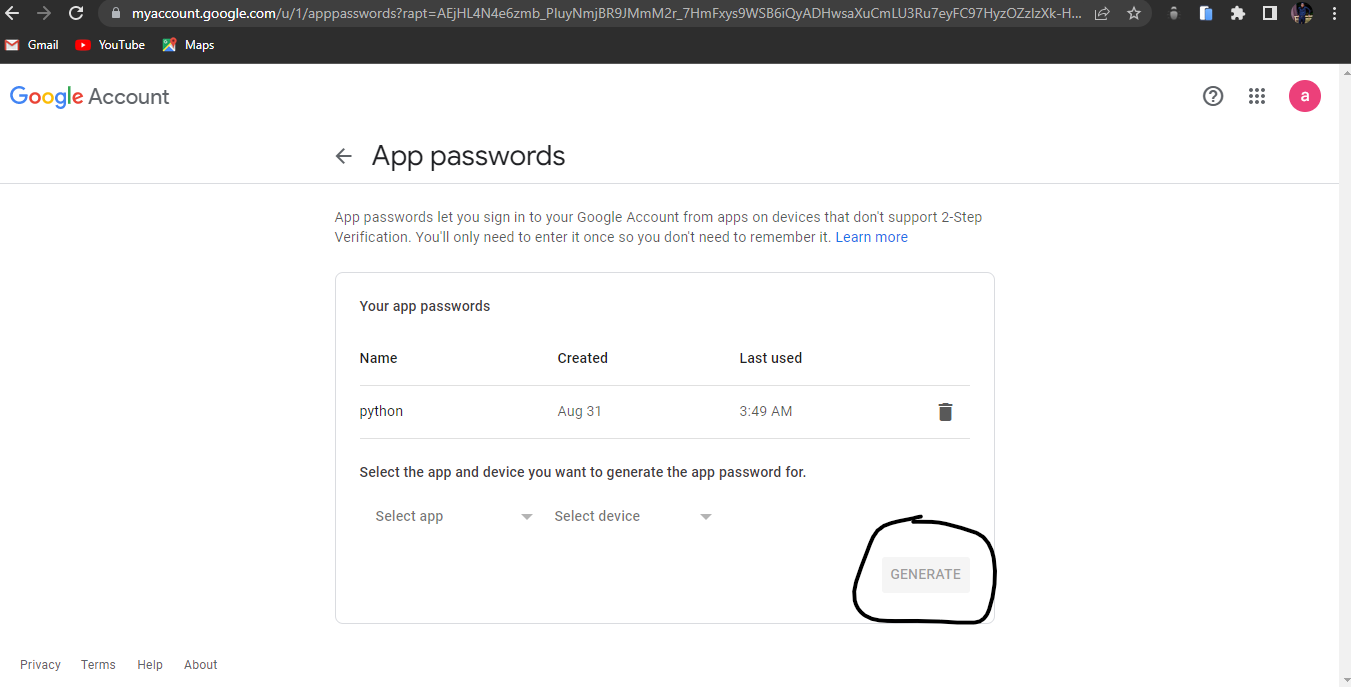 myaccount.google.com/u/1/apppasswords?rapt=AEjHL4N4e6zmb_PIuyNmjBR9JMmM2r_7HmFxys9WSB6iQyADHwsaXuCmLU3Ru7eyFC97HyzOZzIzXk-H...
Gmail YouTube Maps
Google Account
a
App passwords
App passwords let you sign in to your Google Account from apps on devices that don't support 2-Step
Verification. You'll only need to enter it once so you don't need to remember it. Learn more
Your app passwords
Name Created Last used
python Aug 31 3:49 AM
Select the app and device you want to generate the app password for.
Select app Select device
GENERATE
Privacy Terms Help About